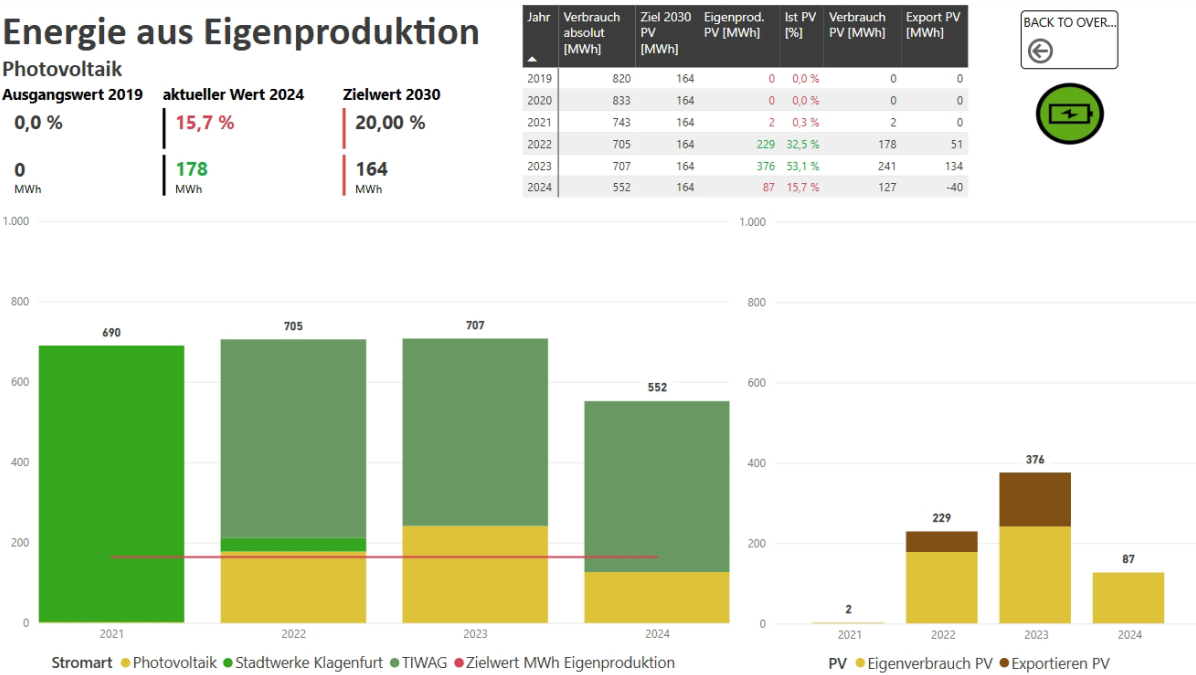 Energie aus Eigenproduktion
Photovoltaik
Ausgangswert 2019 aktueller Wert 2024 Zielwert 2030
0,0 % 15,7 % 20,00 %
0 178 164
MWh MWh MWh
Jahr Verbrauch Ziel 2030 Eigenprod. Ist PV Verbrauch Export PV
absolut PV PV [MWh] [%] PV [MWh] [MWh]
[MWh] [MWh]
2019 820 164 0 0,0 % 0 0
2020 833 164 0 0,0 % 0 0
2021 743 164 2 0,3 % 2 0
2022 705 164 229 32,5 % 178 51
2023 707 164 376 53,1 % 241 134
2024 552 164 87 15,7 % 127 -40
BACK TO OVER...
1.000
800
600
400
200
0
690
705
707
552
2021 2022 2023 2024
Stromart Photovoltaik Stadtwerke Klagenfurt TIWAG Zielwert MWh Eigenproduktion
1.000
800
600
400
200
0
2
229
376
87
2021 2022 2023 2024
PV Eigenverbrauch PV Exportieren PV